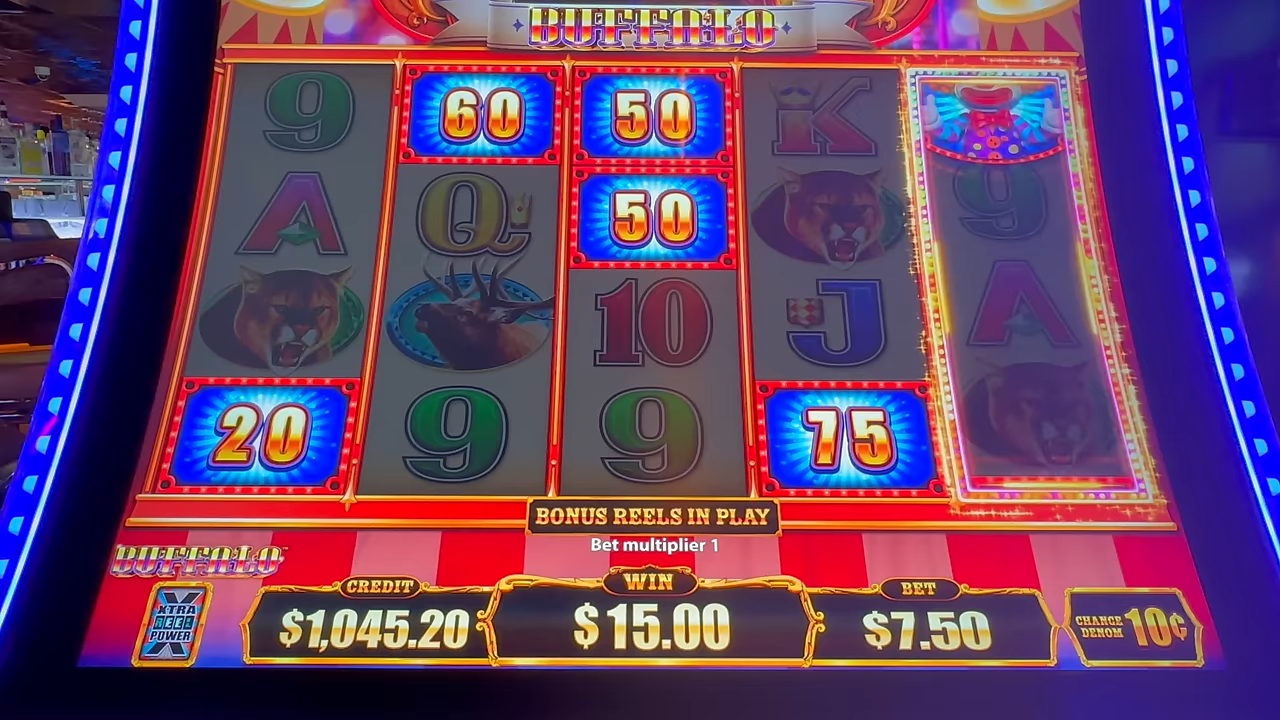 BUFFALO
9 60 50 K
A Q 50 9
10 J A
20 9 9 75
BONUS REELS IN PLAY
Bet multiplier 1
BUFFALO
CREDIT WIN BET
XTRA REEL POWER $1,045.20 $15.00 $7.50 CHANGE DENOM 10¢